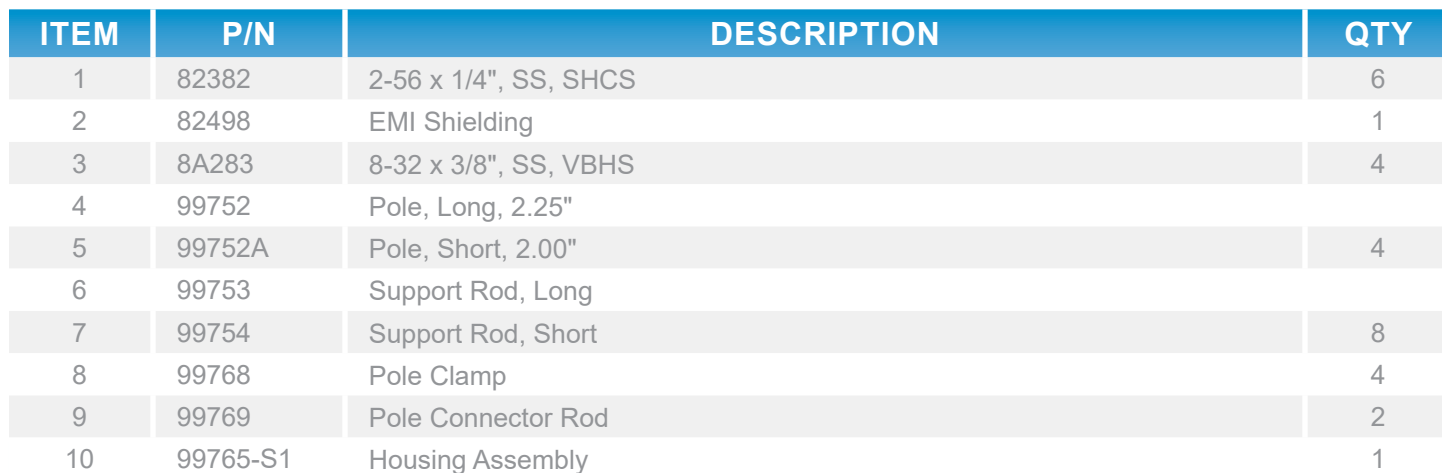 ITEM P/N DESCRIPTION QTY
1 82382 2-56 x 1/4", SS, SHCS 6
2 82498 EMI Shielding 1
3 8A283 8-32 x 3/8", SS, VBHS 4
4 99752 Pole, Long, 2.25"
5 99752A Pole, Short, 2.00" 4
6 99753 Support Rod, Long
7 99754 Support Rod, Short 8
8 99768 Pole Clamp 4
9 99769 Pole Connector Rod 2
10 99765-S1 Housing Assembly 1